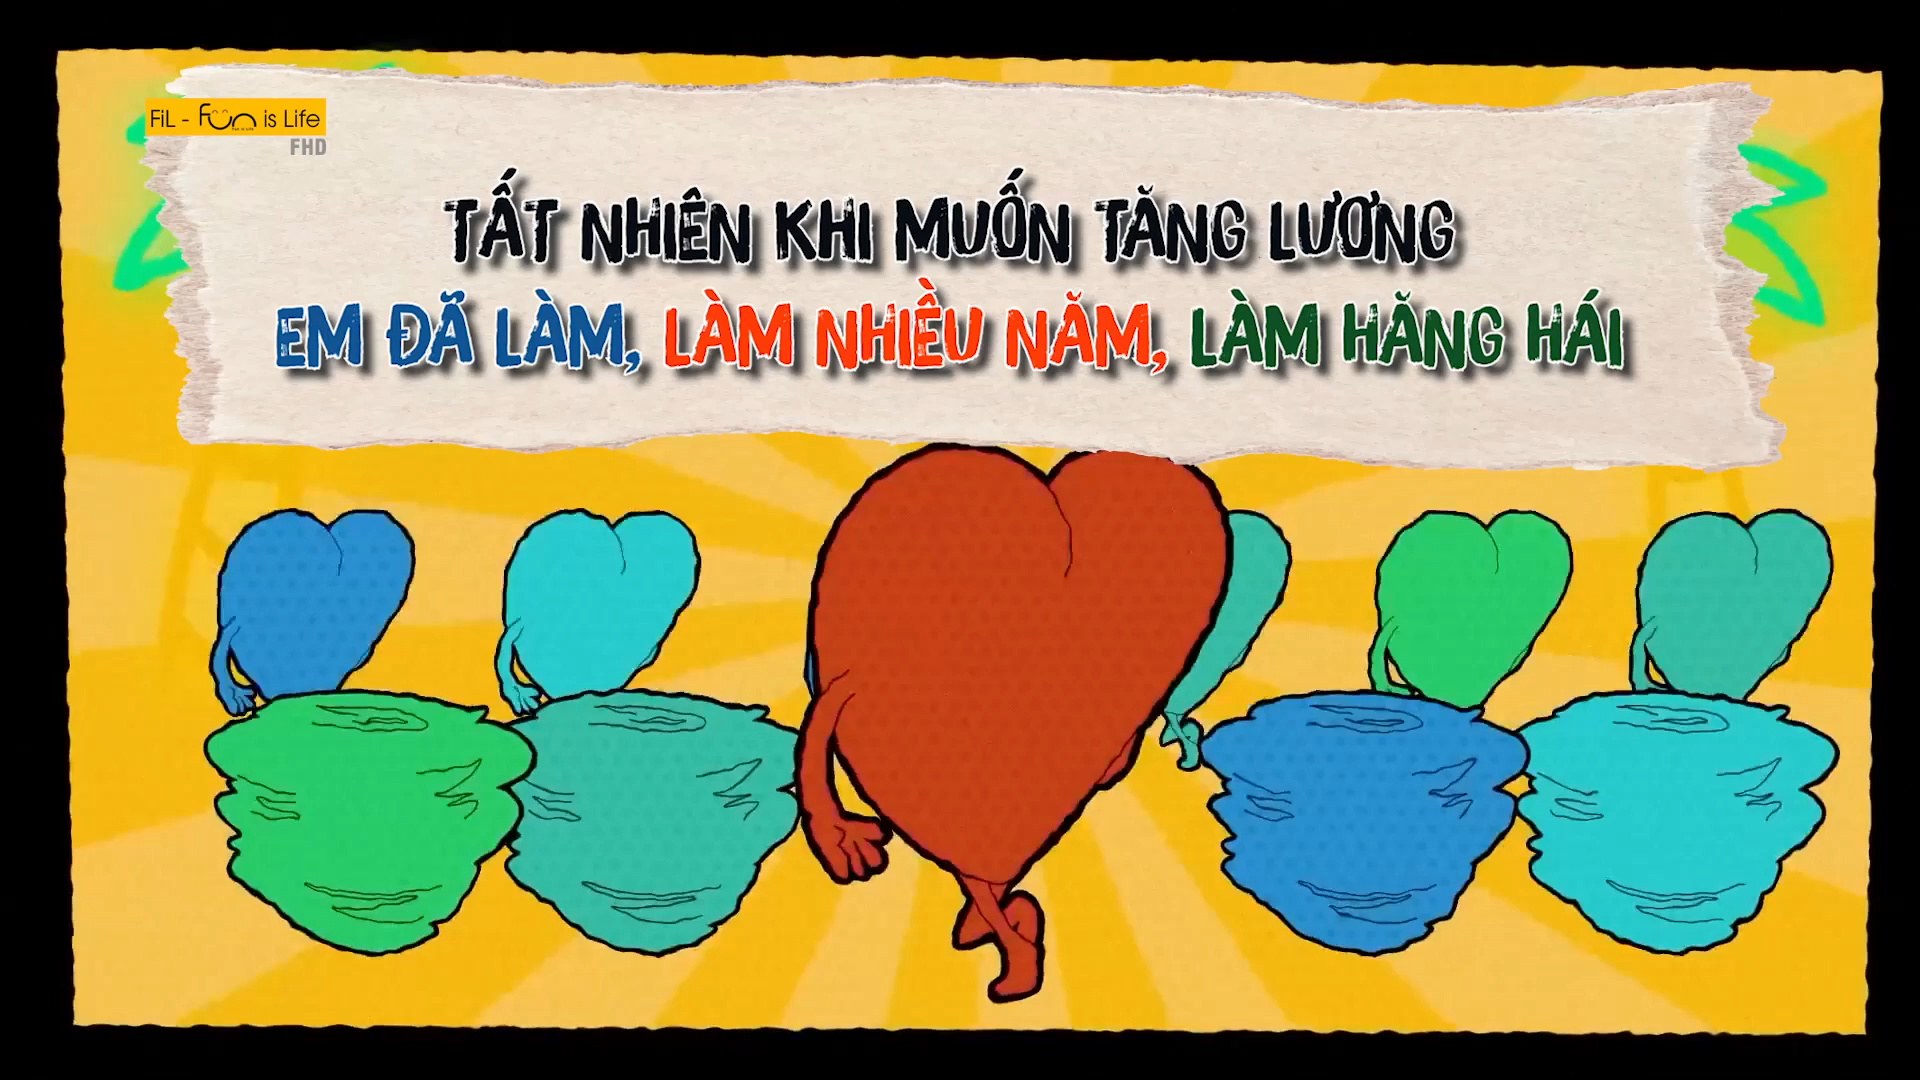 FiL - Fun is Life
FHD
TẤT NHIÊN KHI MUỐN TĂNG LƯƠNG
EM ĐÃ LÀM, LÀM NHIỀU NĂM, LÀM HĂNG HÁI